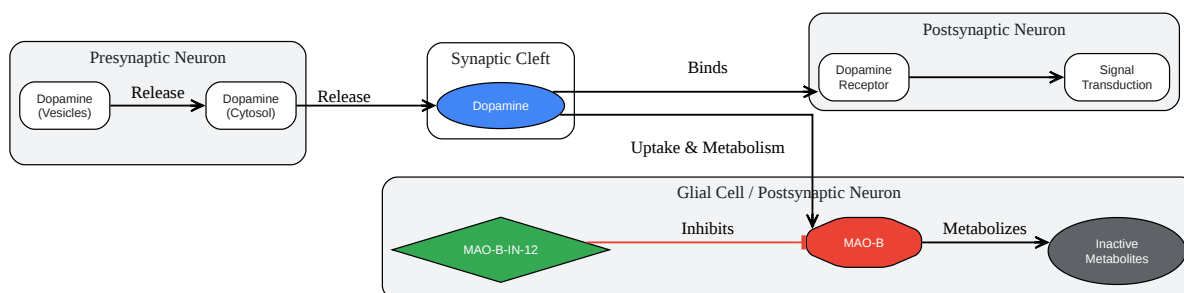 Presynaptic Neuron
Dopamine
(Vesicles)
Release
Dopamine
(Cytosol)
Release
Synaptic Cleft
Dopamine
Binds
Uptake & Metabolism
Postsynaptic Neuron
Dopamine
Receptor
Signal
Transduction
Glial Cell / Postsynaptic Neuron
MAO-B-IN-12
Inhibits
MAO-B
Metabolizes
Inactive
Metabolites